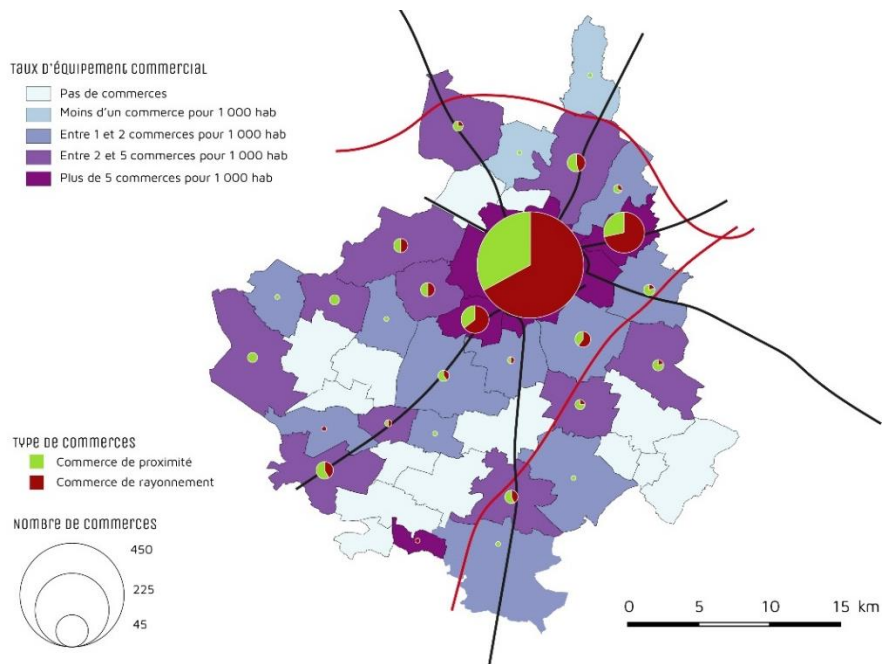 Taux d'équipement commercial
Pas de commerces
Moins d'un commerce pour 1 000 hab
Entre 1 et 2 commerces pour 1 000 hab
Entre 2 et 5 commerces pour 1 000 hab
Plus de 5 commerces pour 1 000 hab
Type de commerces
Commerce de proximité
Commerce de rayonnement
Nombre de commerces
450
225
45
0 5 10 15 km